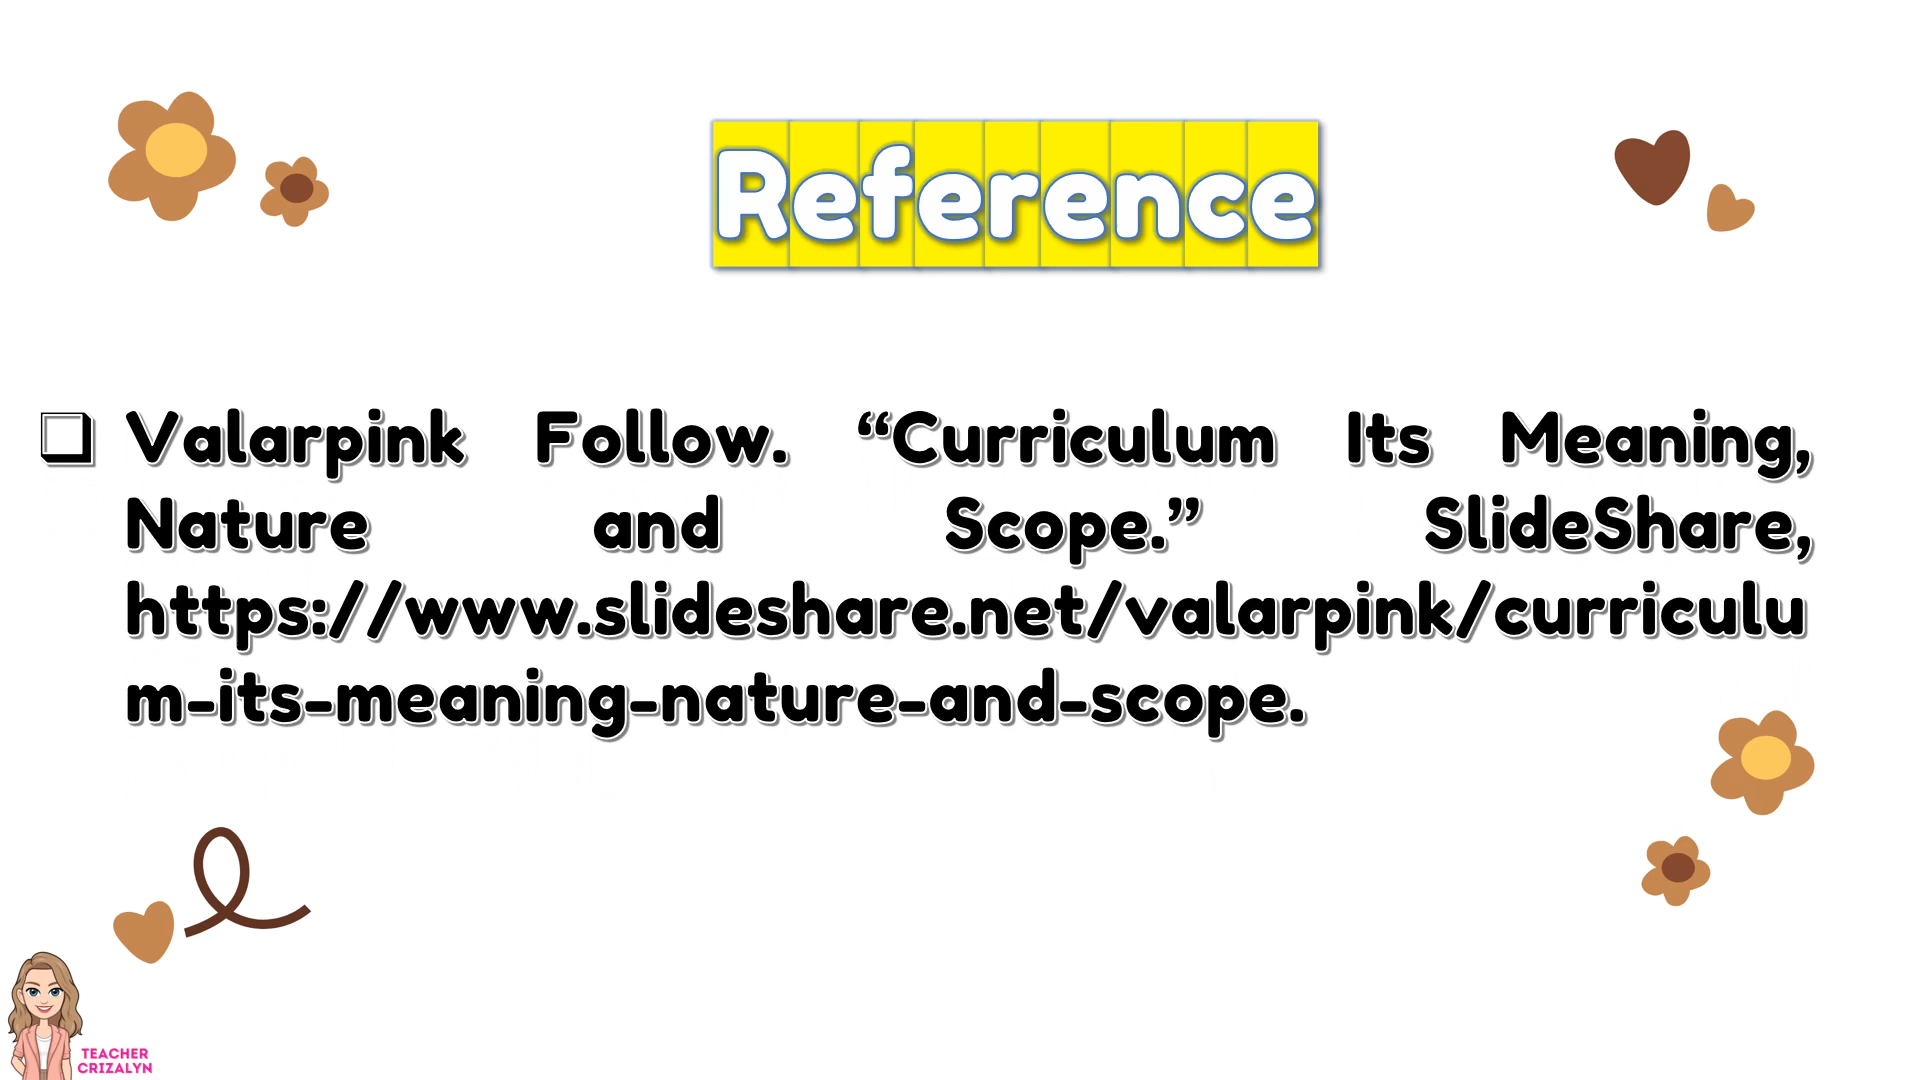 Reference
❑ Valarpink Follow. “Curriculum Its Meaning,
Nature and Scope.” SlideShare,
https://www.slideshare.net/valarpink/curriculu
m-its-meaning-nature-and-scope.
TEACHER
CRIZALYN